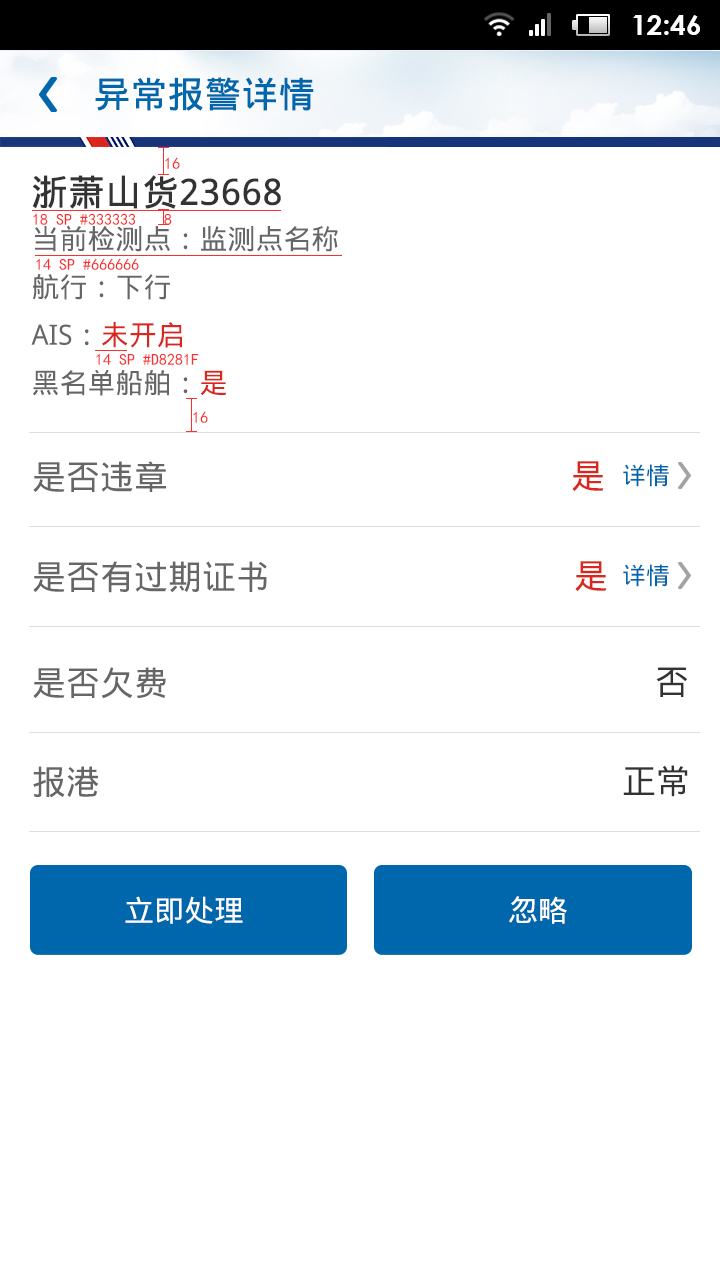 12:46
异常报警详情
16
浙萧山货23668
18 SP #333333 8
当前检测点：监测点名称
14 SP #666666
航行：下行
AIS：未开启
14 SP #D8281F
黑名单船舶：是
16
是否违章 是 详情
是否有过期证书 是 详情
是否欠费 否
报港 正常
立即处理 忽略